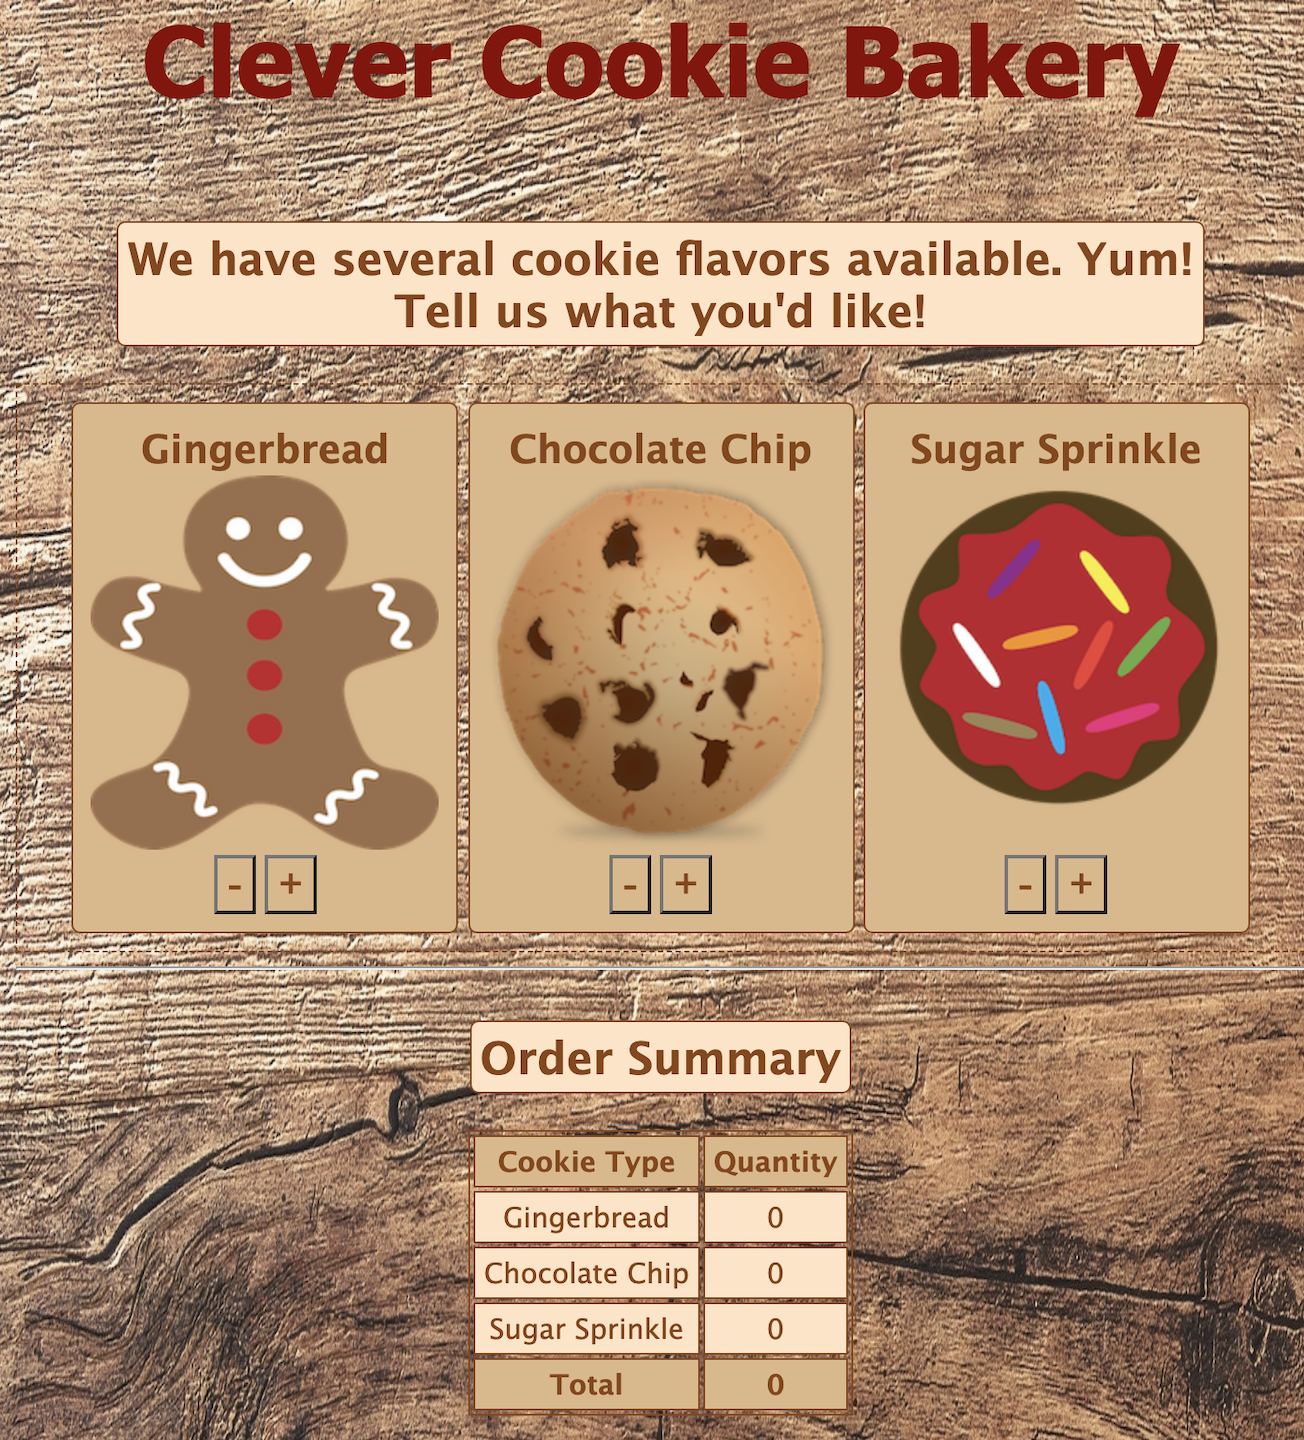 Clever Cookie Bakery
We have several cookie flavors available. Yum!
Tell us what you'd like!
Gingerbread
Chocolate Chip
Sugar Sprinkle
- +
- +
- +
Order Summary
Cookie Type Quantity
Gingerbread 0
Chocolate Chip 0
Sugar Sprinkle 0
Total 0